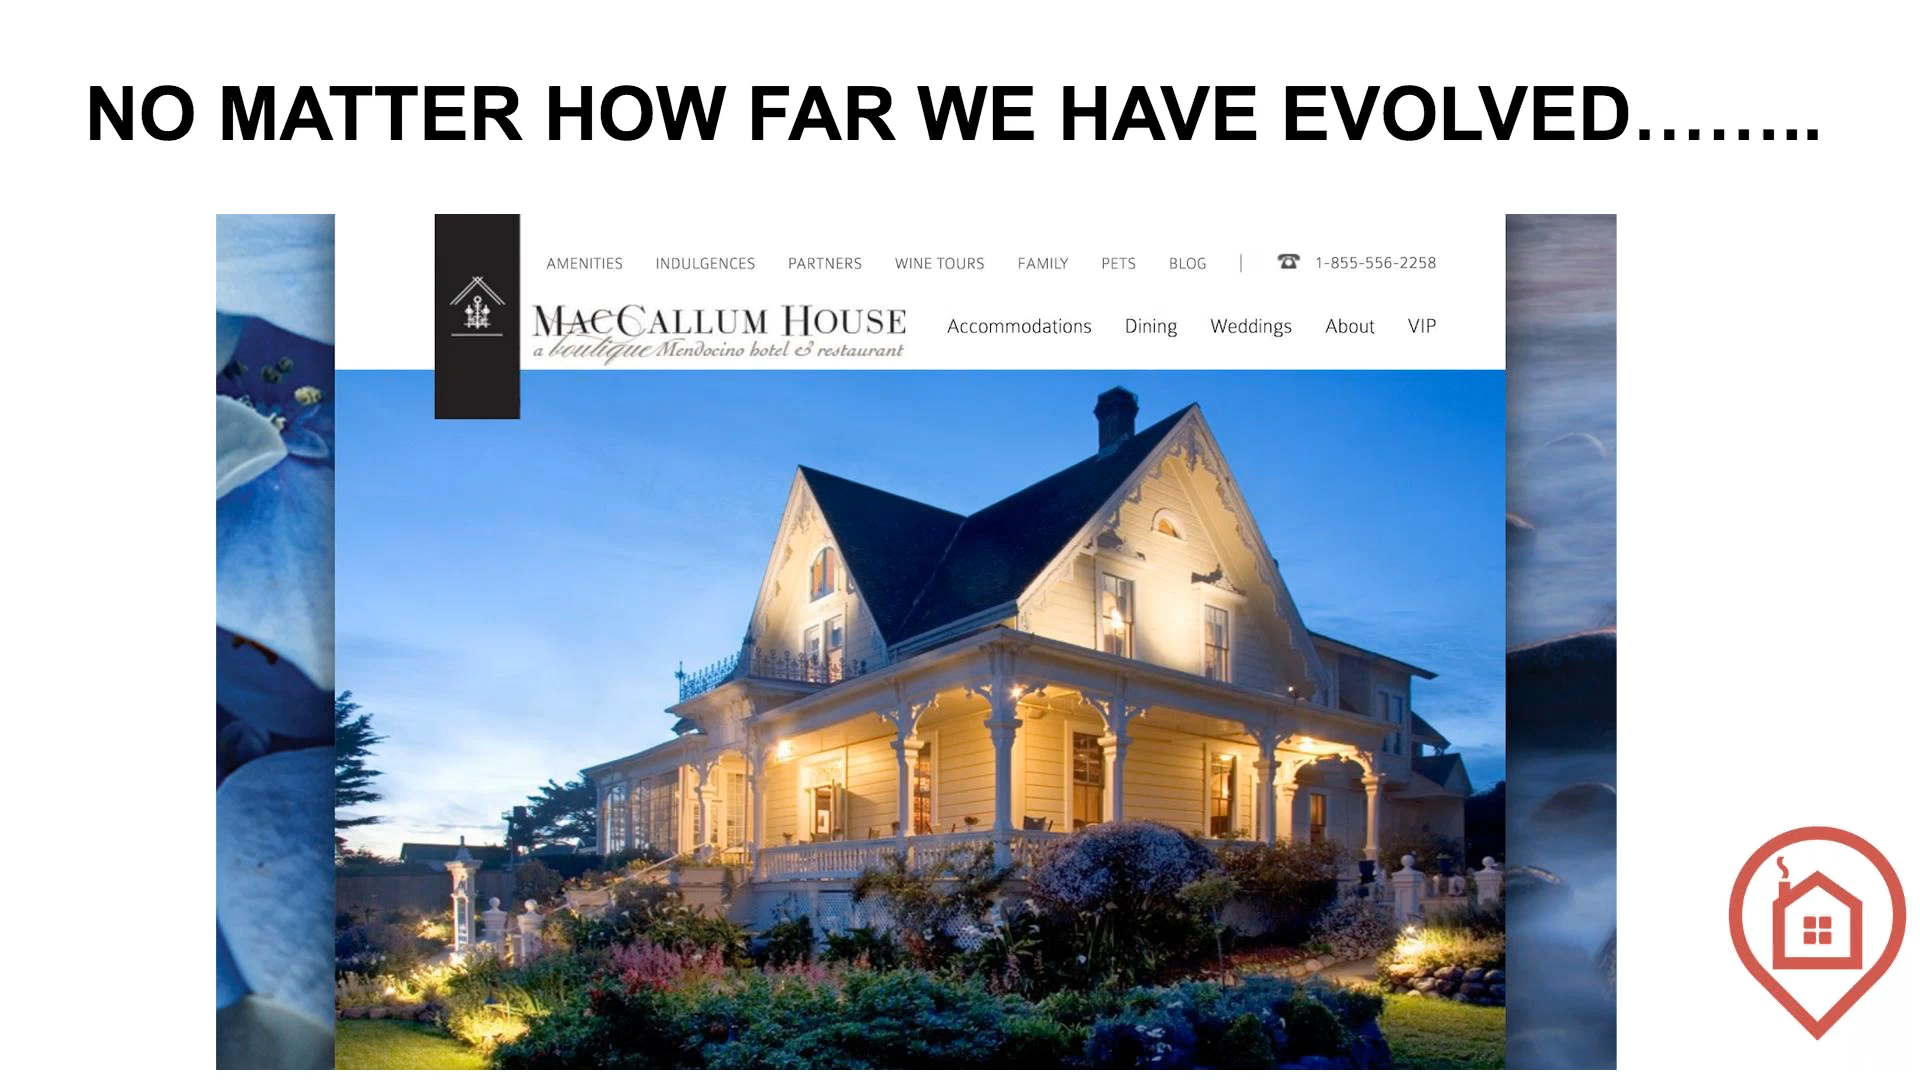 NO MATTER HOW FAR WE HAVE EVOLVED……..
AMENITIES INDULGENCES PARTNERS WINE TOURS FAMILY PETS BLOG | 1-855-556-2258
MACCALLUM HOUSE
a boutique Mendocino hotel & restaurant
Accommodations Dining Weddings About VIP